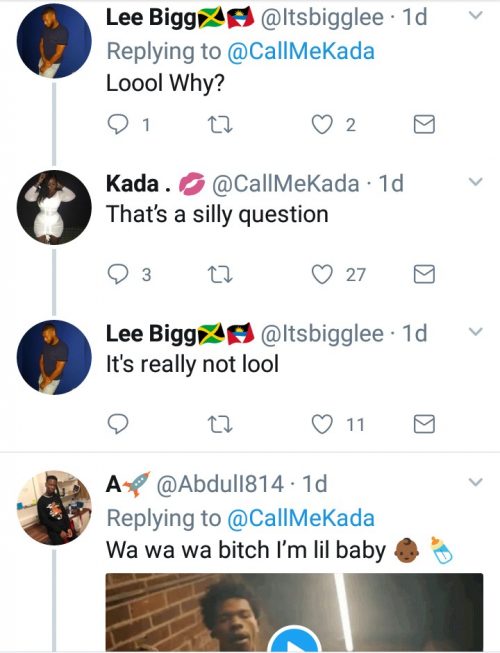 Lee Bigg🇯🇲🇦🇬 @Itsbigglee · 1d
Replying to @CallMeKada
Loool Why?
1 2
Kada . 💋 @CallMeKada · 1d
That's a silly question
3 27
Lee Bigg🇯🇲🇦🇬 @Itsbigglee · 1d
It's really not lool
11
A🚀 @Abdull814 · 1d
Replying to @CallMeKada
Wa wa wa bitch I'm lil baby 👶🏿 🍼